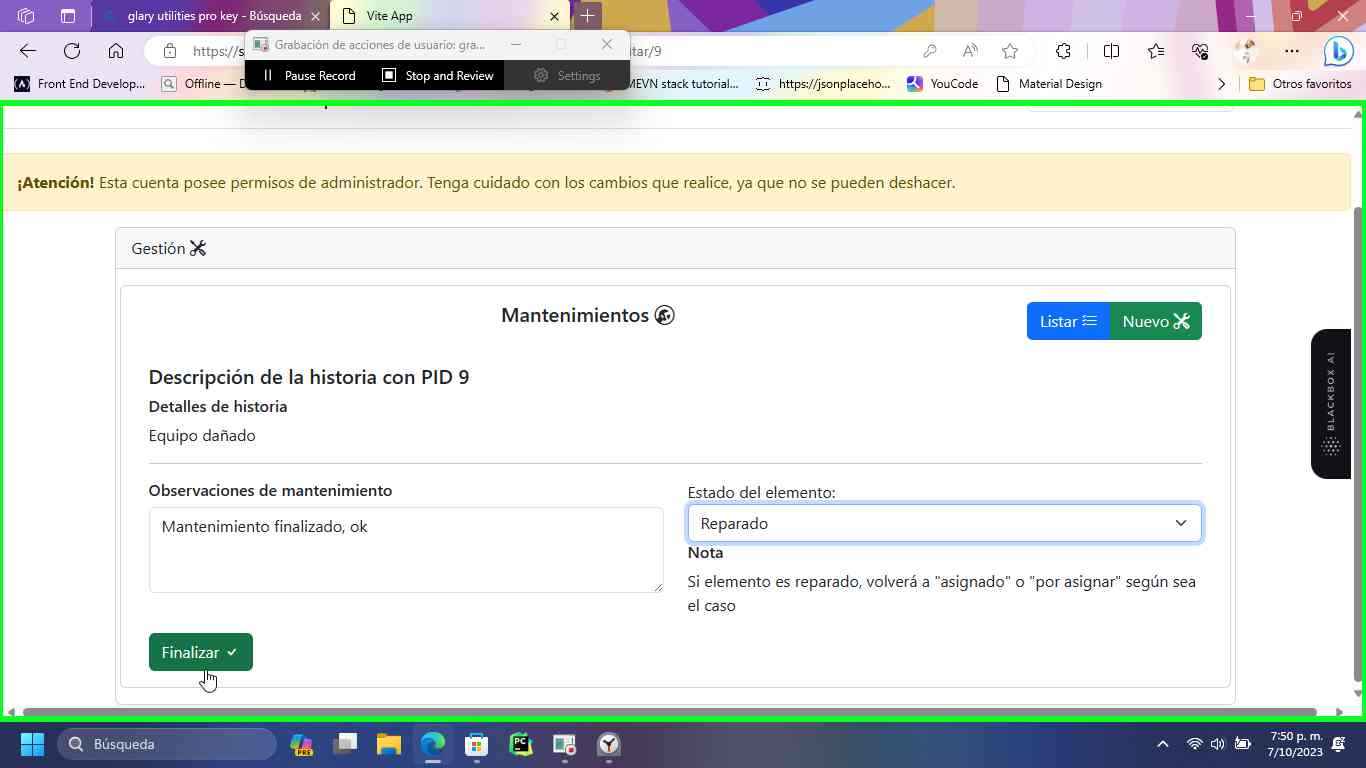 glary utilities pro key - Búsqueda
Vite App
https://s
Grabación de acciones de usuario: gra...
tar/9
Pause Record
Stop and Review
Settings
Front End Develop...
Offline —
MEVN stack tutorial...
https://jsonplaceho...
YouCode
Material Design
Otros favoritos
¡Atención! Esta cuenta posee permisos de administrador. Tenga cuidado con los cambios que realice, ya que no se pueden deshacer.
Gestión
Mantenimientos
Listar
Nuevo
Descripción de la historia con PID 9
Detalles de historia
Equipo dañado
Observaciones de mantenimiento
Mantenimiento finalizado, ok
Estado del elemento:
Reparado
Nota
Si elemento es reparado, volverá a "asignado" o "por asignar" según sea
el caso
Finalizar
BLACKBOX AI
Búsqueda
PRE
PC
7:50 p. m.
7/10/2023